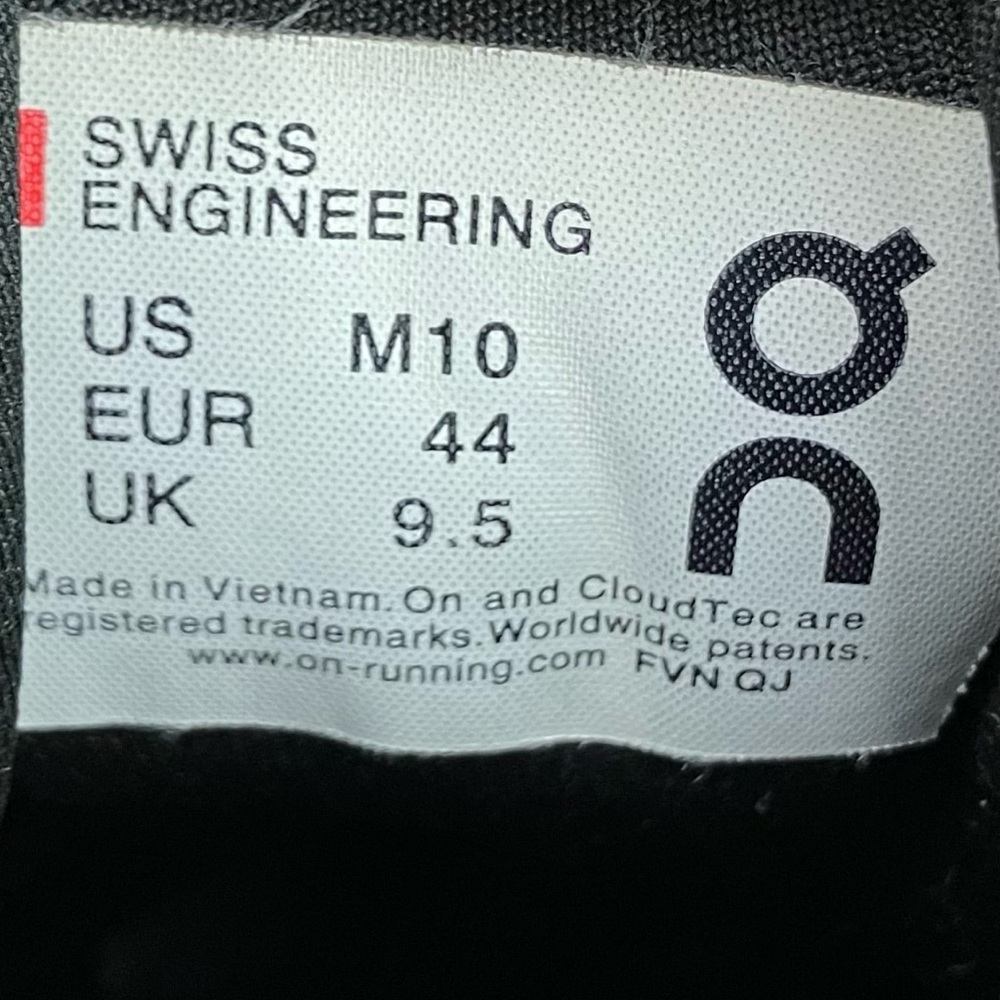 SWISS
ENGINEERING
US M10
EUR 44
UK 9.5
Made in Vietnam. On and CloudTec are
registered trademarks. Worldwide patents.
www.on-running.com FVN QJ
On